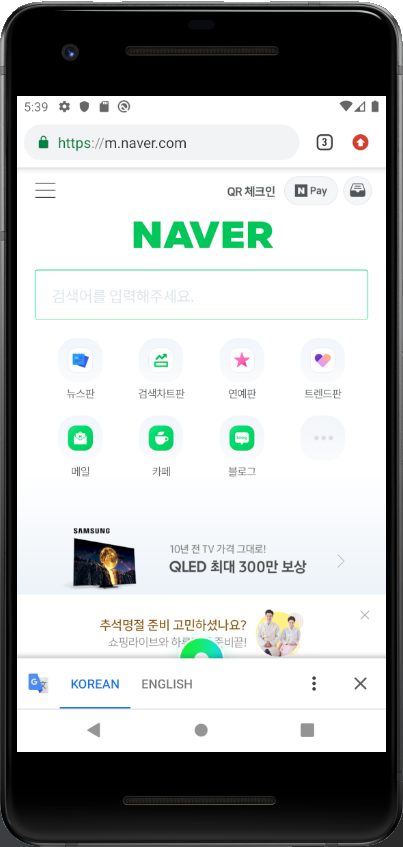 5:39
https://m.naver.com
3
QR 체크인
N Pay
NAVER
검색어를 입력해주세요.
뉴스판
검색차트판
연예판
트렌드판
메일
카페
블로그
SAMSUNG
10년 전 TV 가격 그대로!
QLED 최대 300만 보상
추석명절 준비 고민하셨나요?
쇼핑라이브와 준비끝!
KOREAN
ENGLISH